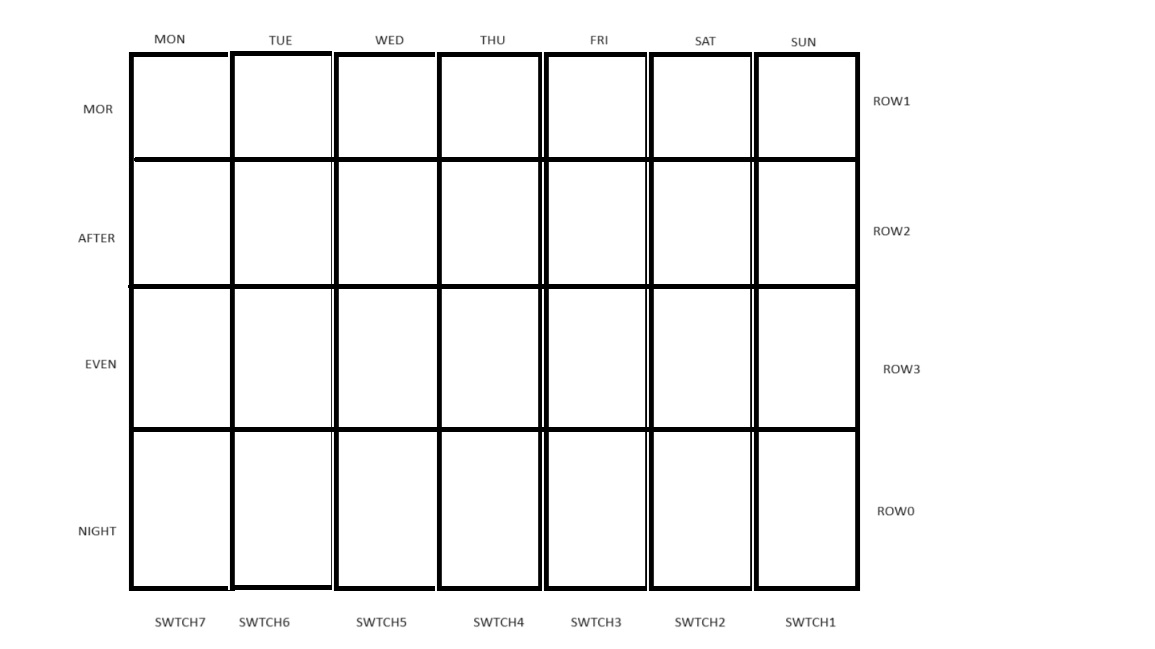 MON TUE WED THU FRI SAT SUN
MOR ROW1
AFTER ROW2
EVEN ROW3
NIGHT ROW0
SWTCH7 SWTCH6 SWTCH5 SWTCH4 SWTCH3 SWTCH2 SWTCH1